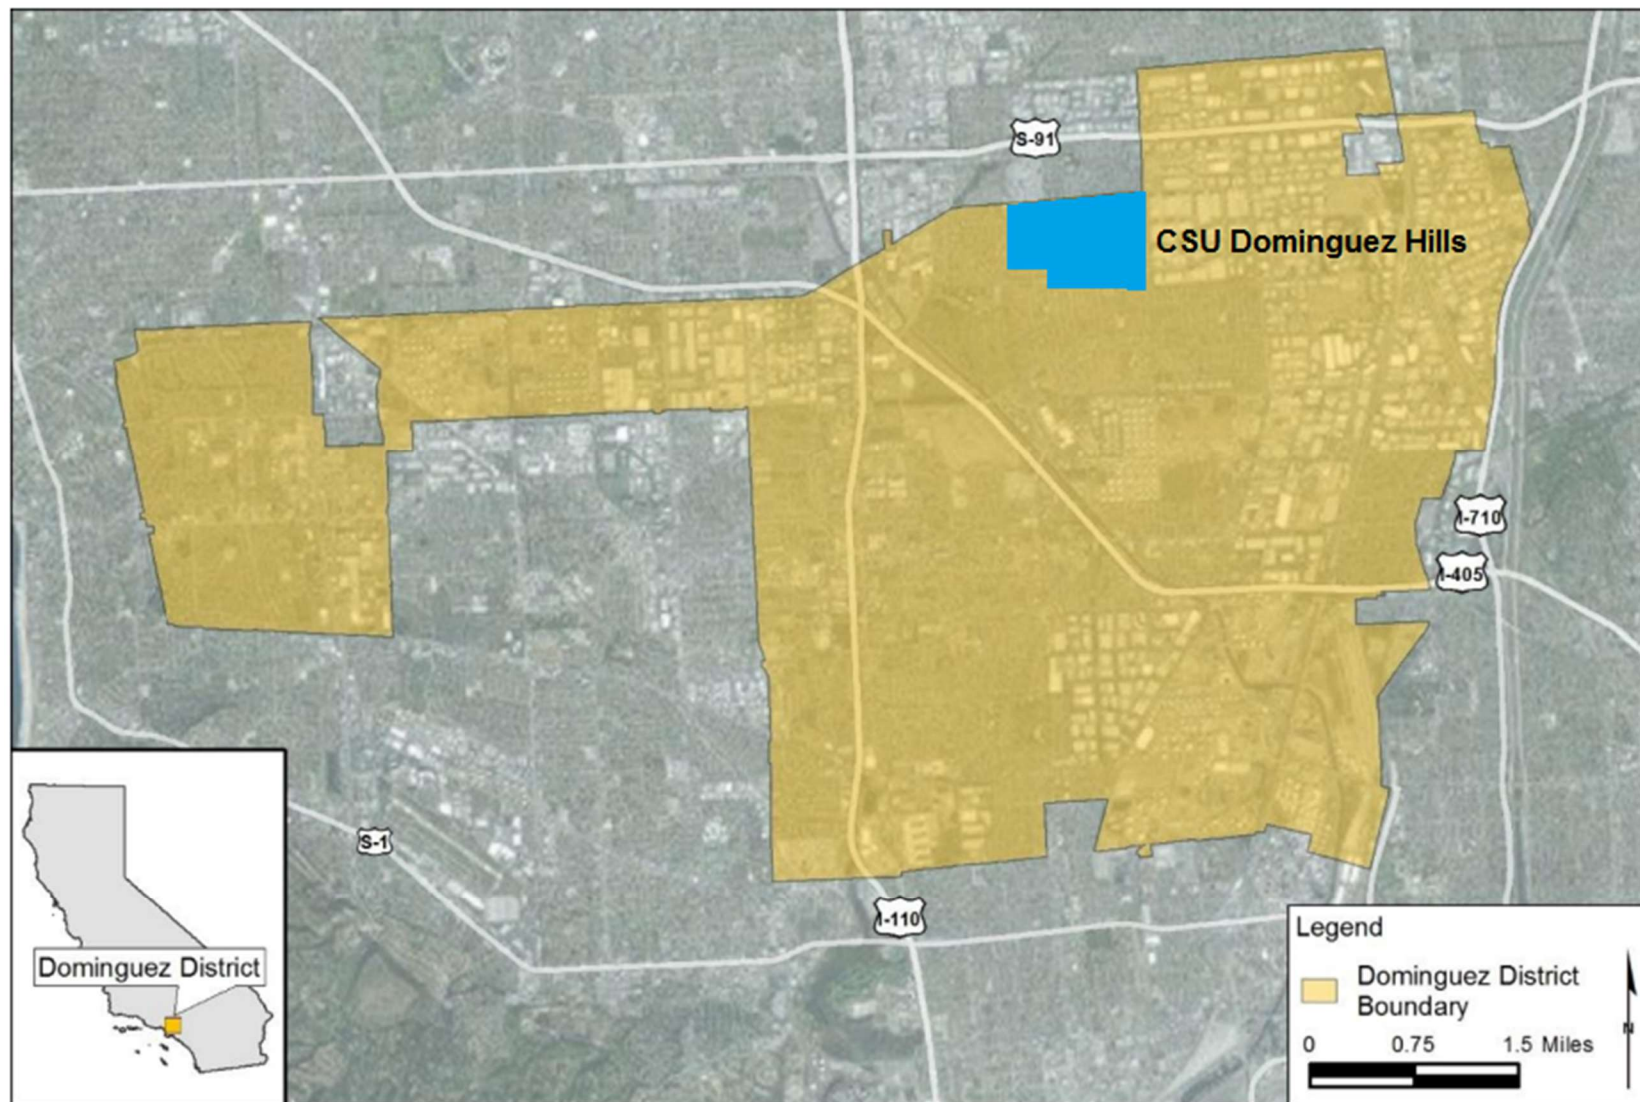 S-91
CSU Dominguez Hills
I-710
I-405
S-1
I-110
Dominguez District
Legend
Dominguez District
Boundary
0 0.75 1.5 Miles
N